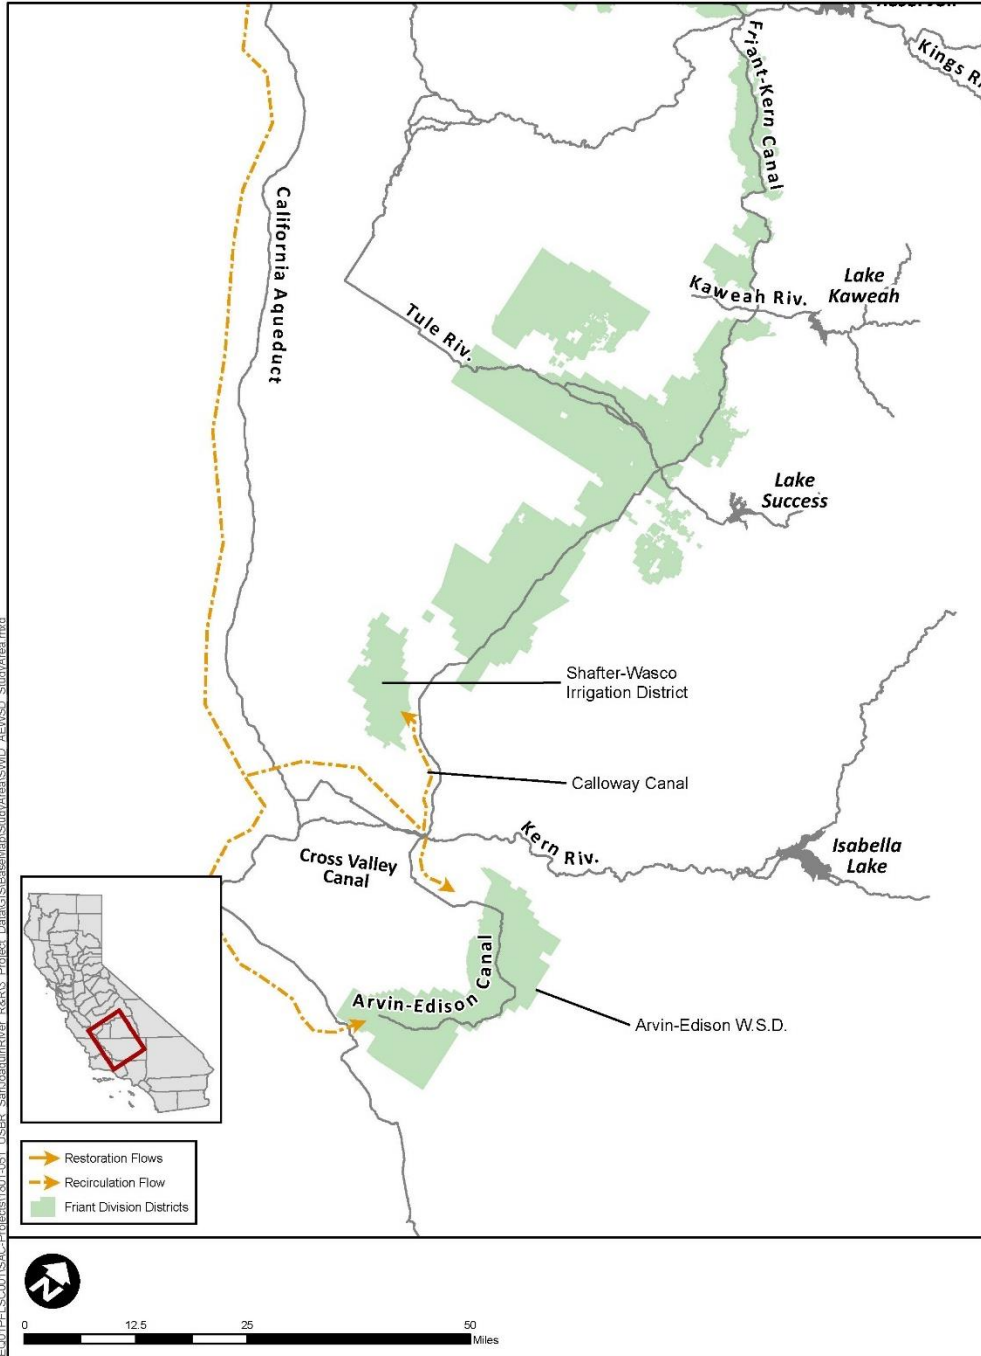 Reservoir
Kings Ri
Friant-Kern Canal
California Aqueduct
Lake
Kaweah
Kaweah Riv.
Tule Riv.
Lake
Success
Shafter-Wasco
Irrigation District
Calloway Canal
Kern Riv.
Isabella
Lake
Cross Valley
Canal
Arvin-Edison Canal
Arvin-Edison W.S.D.
Restoration Flows
Recirculation Flow
Friant Division Districts
N
0 12.5 25 50
Miles